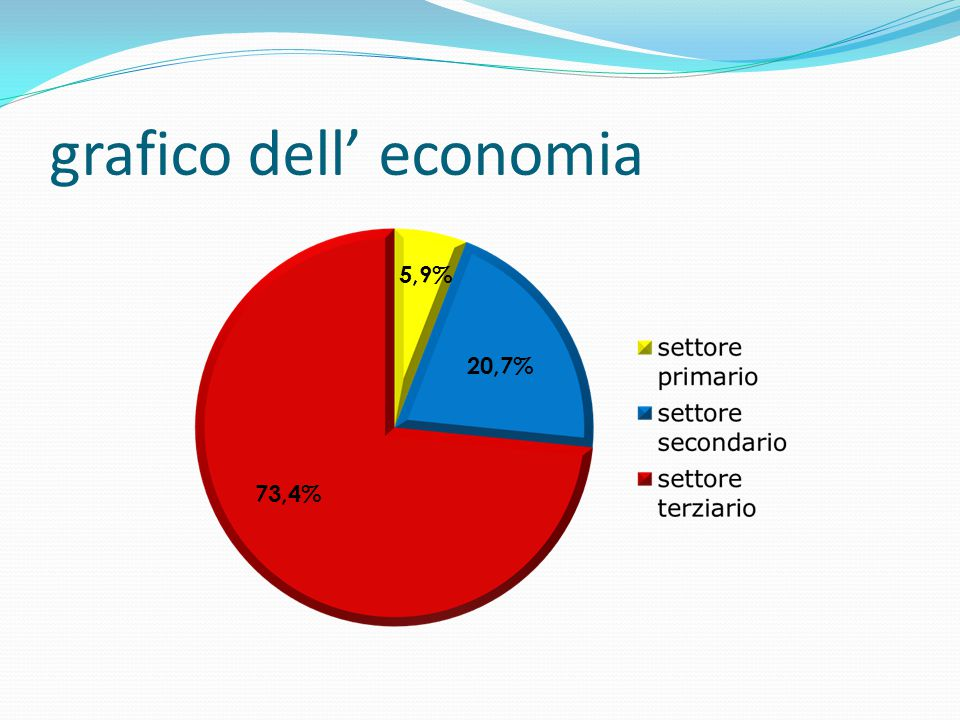 grafico dell’ economia
5,9%
20,7%
73,4%
settore
primario
settore
secondario
settore
terziario